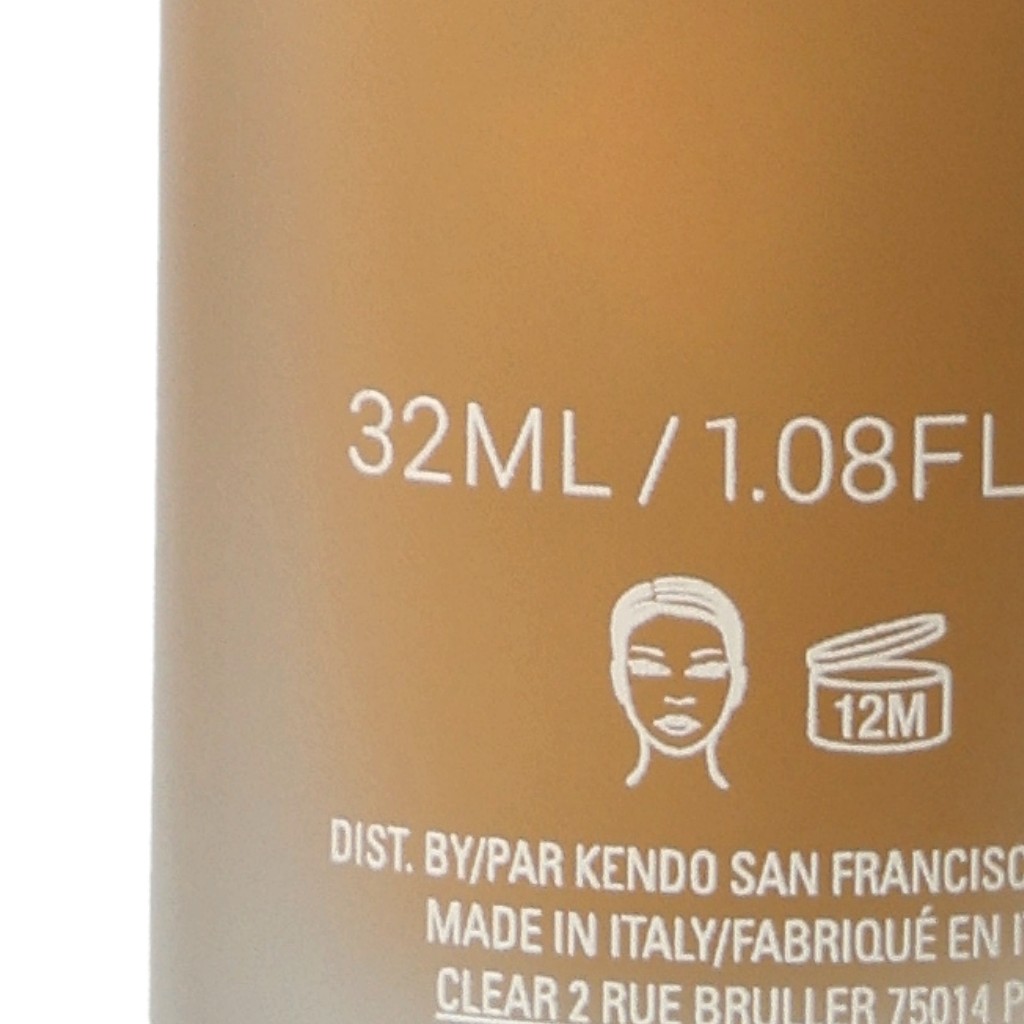 32ML / 1.08FL
12M
DIST. BY/PAR KENDO SAN FRANCISC
MADE IN ITALY/FABRIQUÉ EN I
CLEAR 2 RUE BRULLER 75014 P